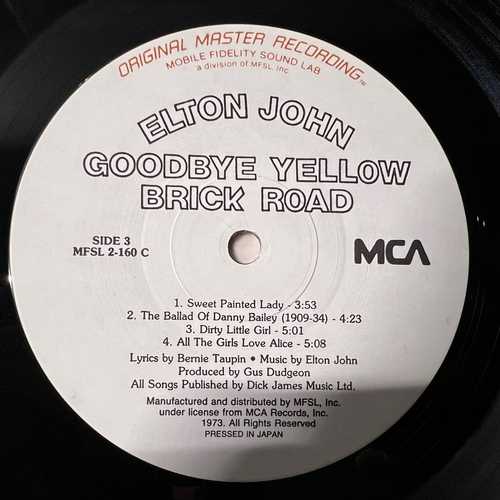 ORIGINAL MASTER RECORDING™
MOBILE FIDELITY SOUND LAB
a division of MFSL, Inc.
ELTON JOHN
GOODBYE YELLOW
BRICK ROAD
SIDE 3
MFSL 2-160 C
MCA
1. Sweet Painted Lady - 3:53
2. The Ballad Of Danny Bailey (1909-34) - 4:23
3. Dirty Little Girl - 5:01
4. All The Girls Love Alice - 5:08
Lyrics by Bernie Taupin • Music by Elton John
Produced by Gus Dudgeon
All Songs Published by Dick James Music Ltd.
Manufactured and distributed by MFSL, Inc.
under license from MCA Records, Inc.
1973. All Rights Reserved
PRESSED IN JAPAN